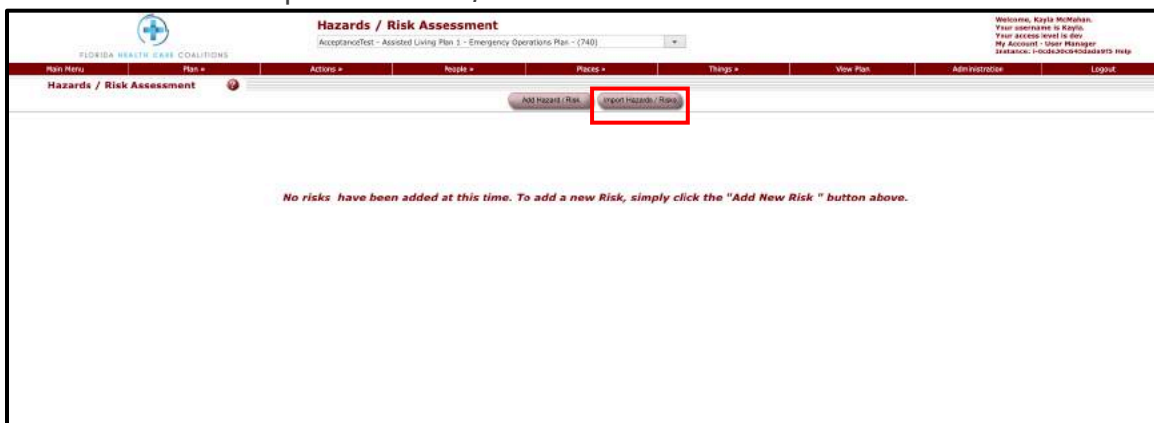 Hazards / Risk Assessment
AcceptanceTest - Assisted Living Plan 1 - Emergency Operations Plan - (740)
Welcome, Kayla McMahan.
Your username is Kayla.
Your access level is dev
My Account - User Manager
FLORIDA HEALTH CARE COALITIONS
Main Menu Plan » Actions » People » Places » Things » View Plan Administration Logout
Hazards / Risk Assessment ?
Add Hazard / Risk Import Hazards / Risks
No risks have been added at this time. To add a new Risk, simply click the "Add New Risk " button above.